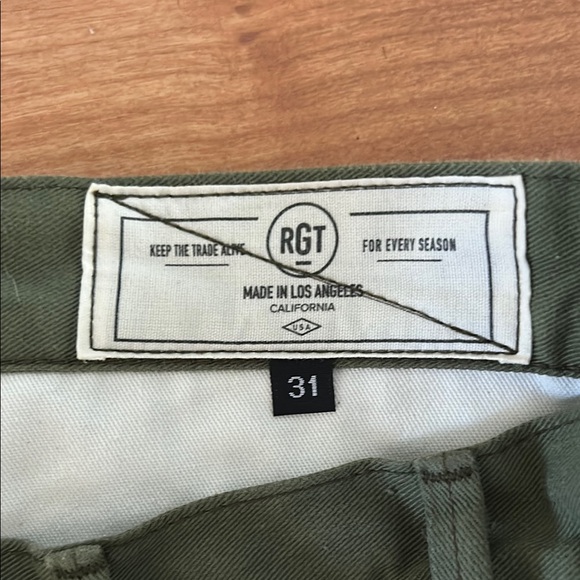 RGT
KEEP THE TRADE ALIVE
FOR EVERY SEASON
MADE IN LOS ANGELES
CALIFORNIA
USA
31